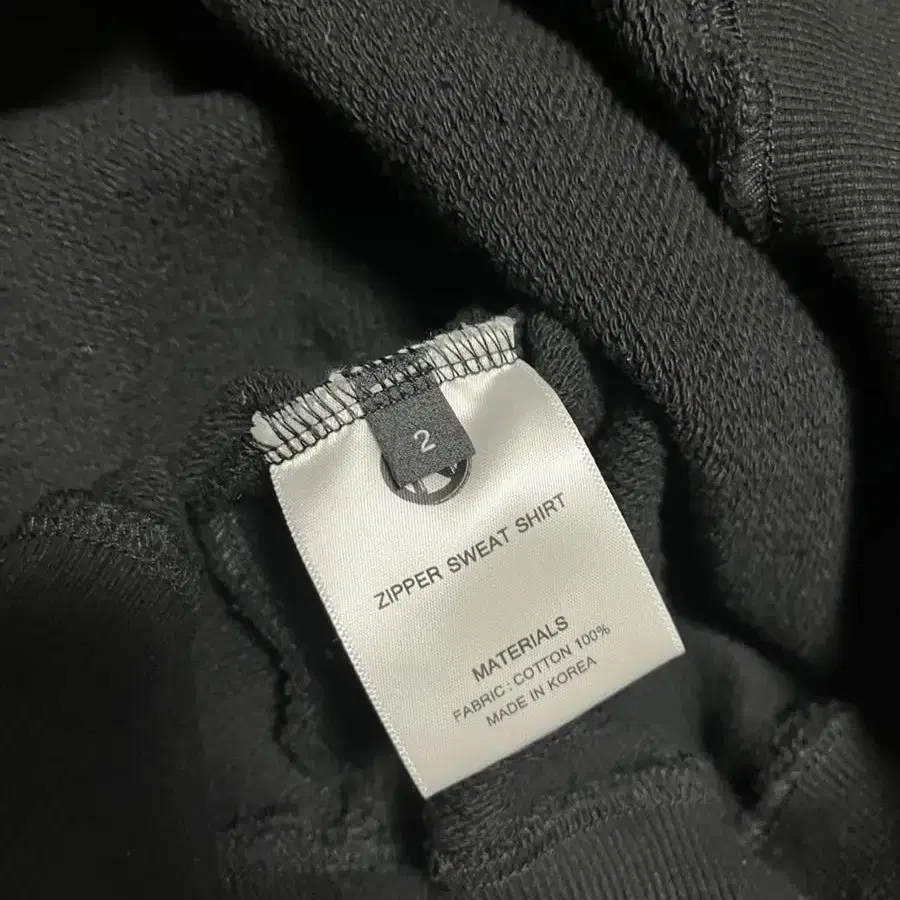 2
ZIPPER SWEAT SHIRT
MATERIALS
FABRIC : COTTON 100%
MADE IN KOREA